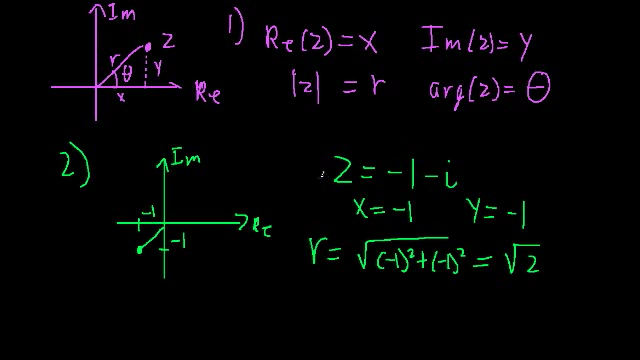 Im
z
r
θ
y
x
Re
1)
Re(z) = x Im(z) = y
|z| = r arg(z) = θ
2)
Im
-1
Re
-1
z = -1 - i
x = -1 y = -1
r = √(-1)² + (-1)² = √2